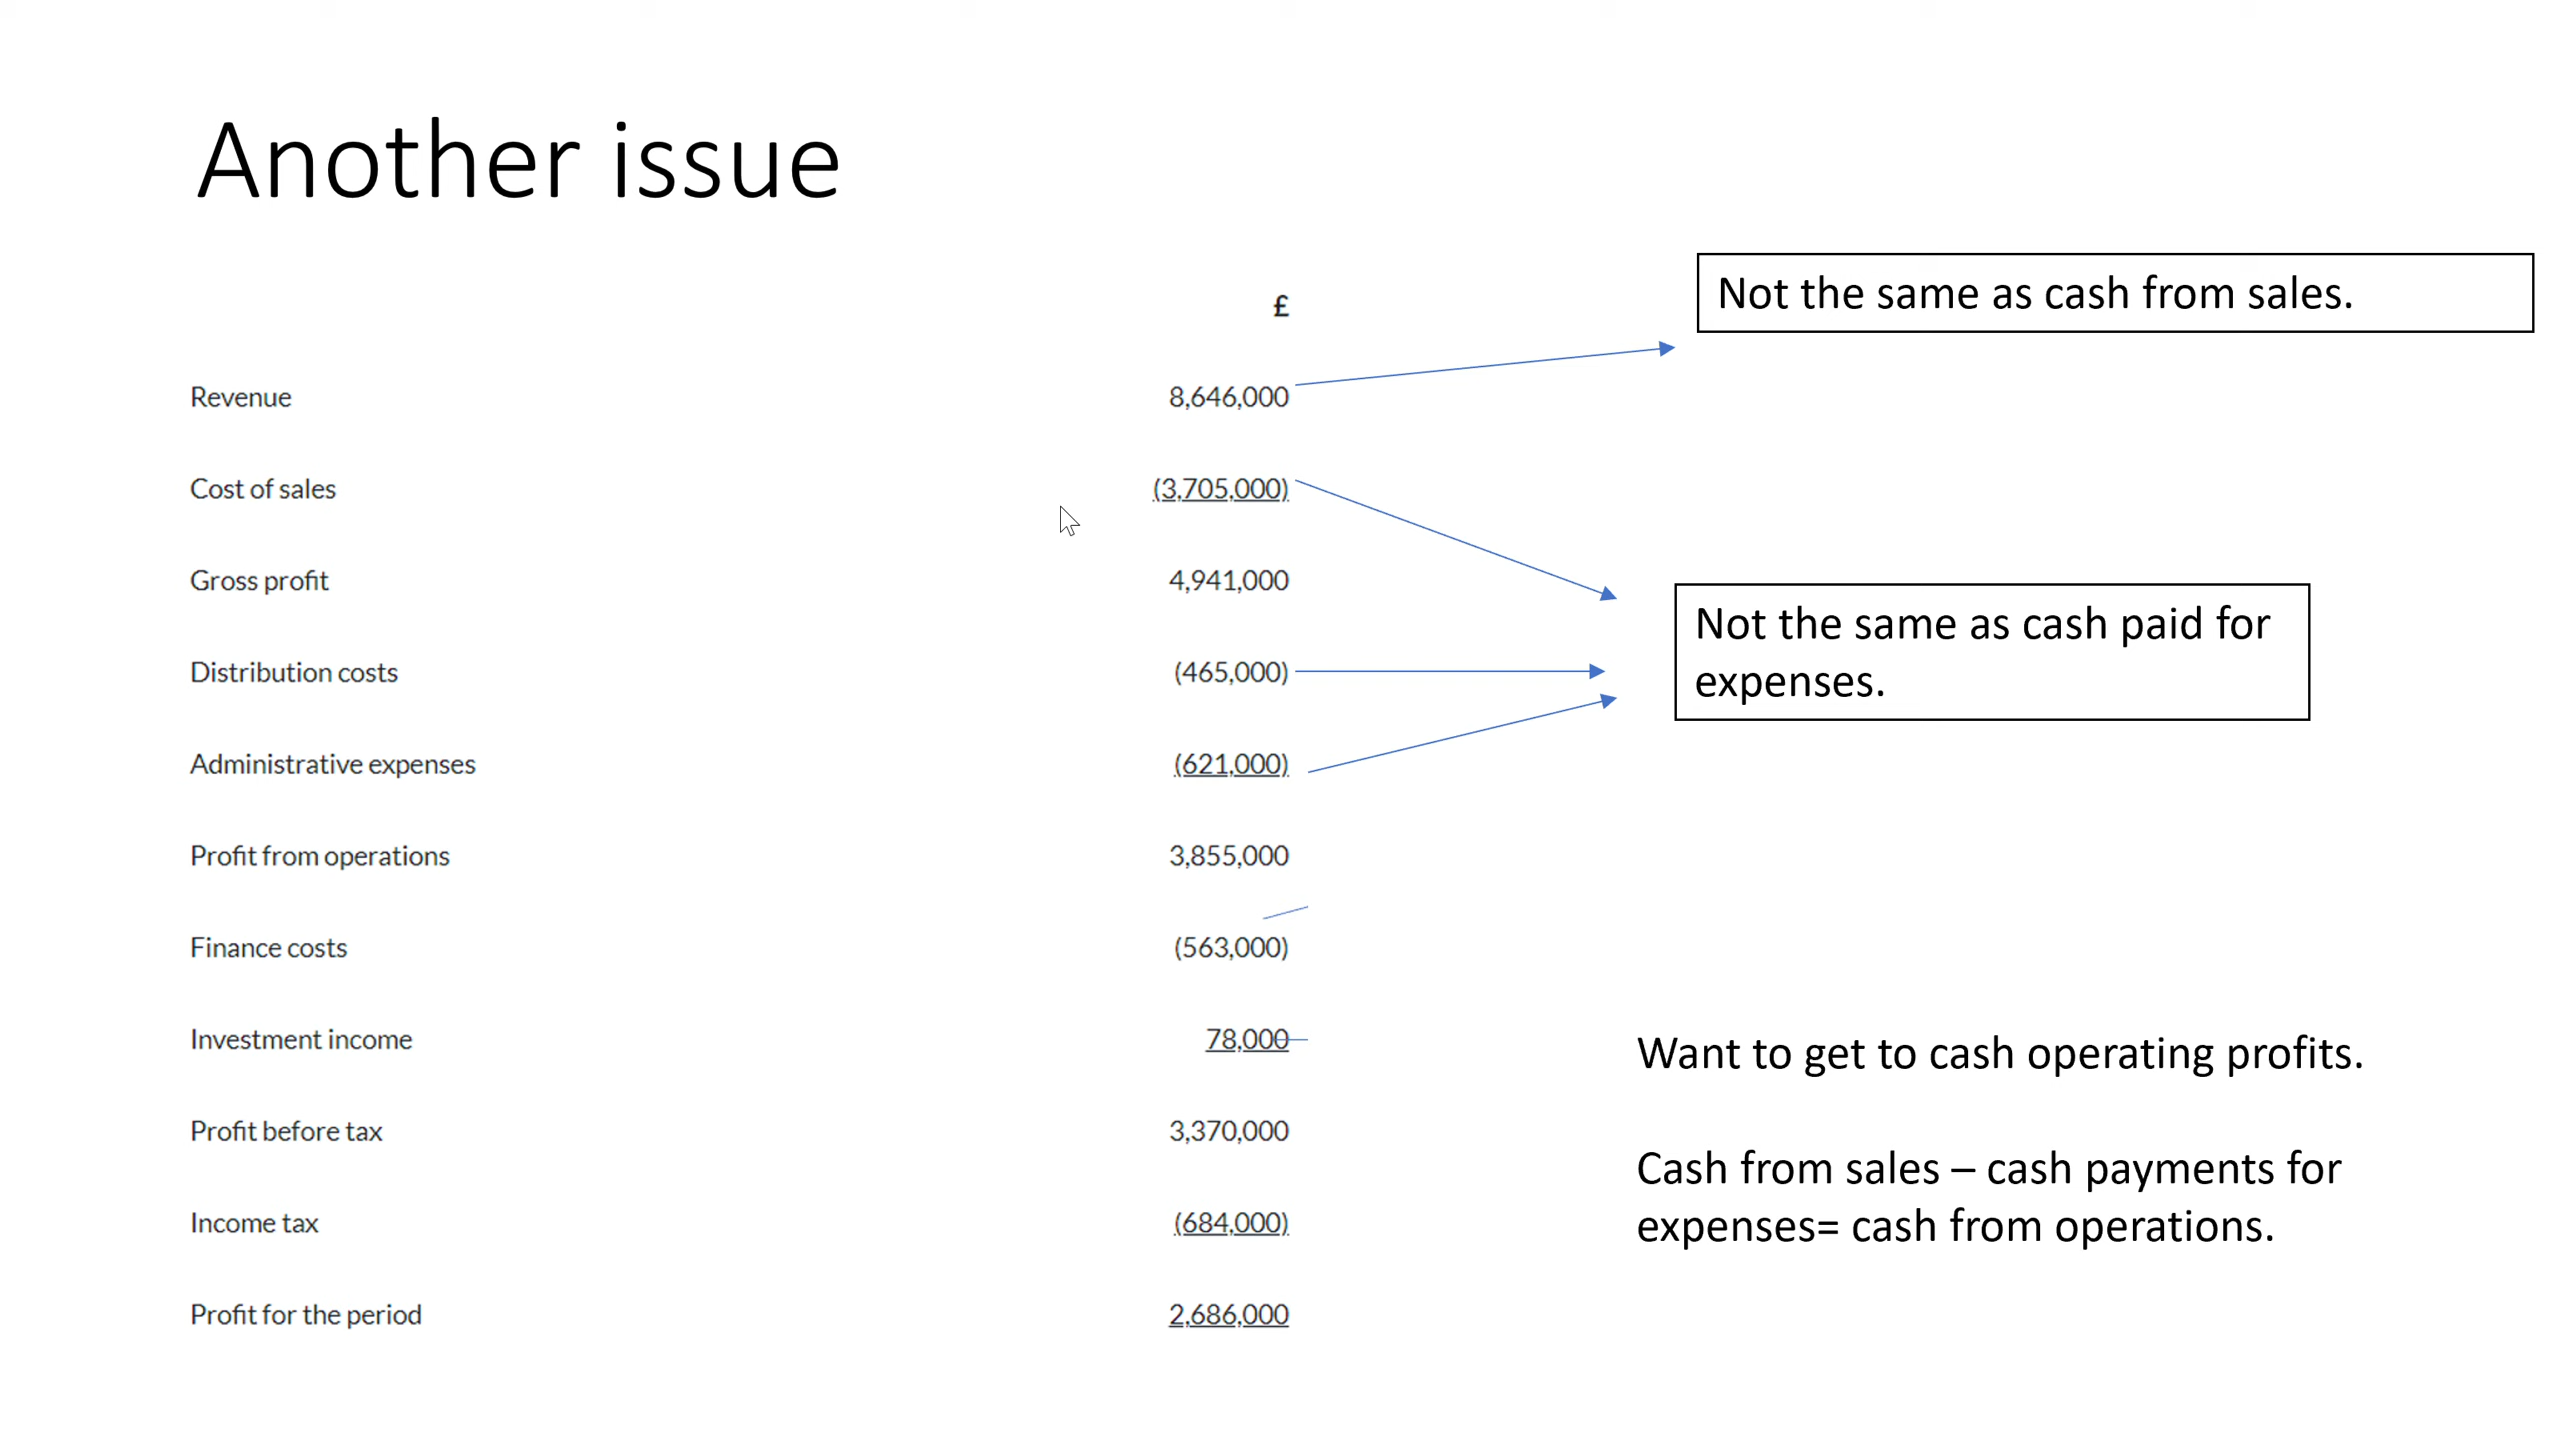 Another issue
£
Not the same as cash from sales.
Revenue 8,646,000
Cost of sales (3,705,000)
Gross profit 4,941,000
Not the same as cash paid for
expenses.
Distribution costs (465,000)
Administrative expenses (621,000)
Profit from operations 3,855,000
Finance costs (563,000)
Investment income 78,000
Profit before tax 3,370,000
Income tax (684,000)
Profit for the period 2,686,000
Want to get to cash operating profits.
Cash from sales – cash payments for
expenses= cash from operations.